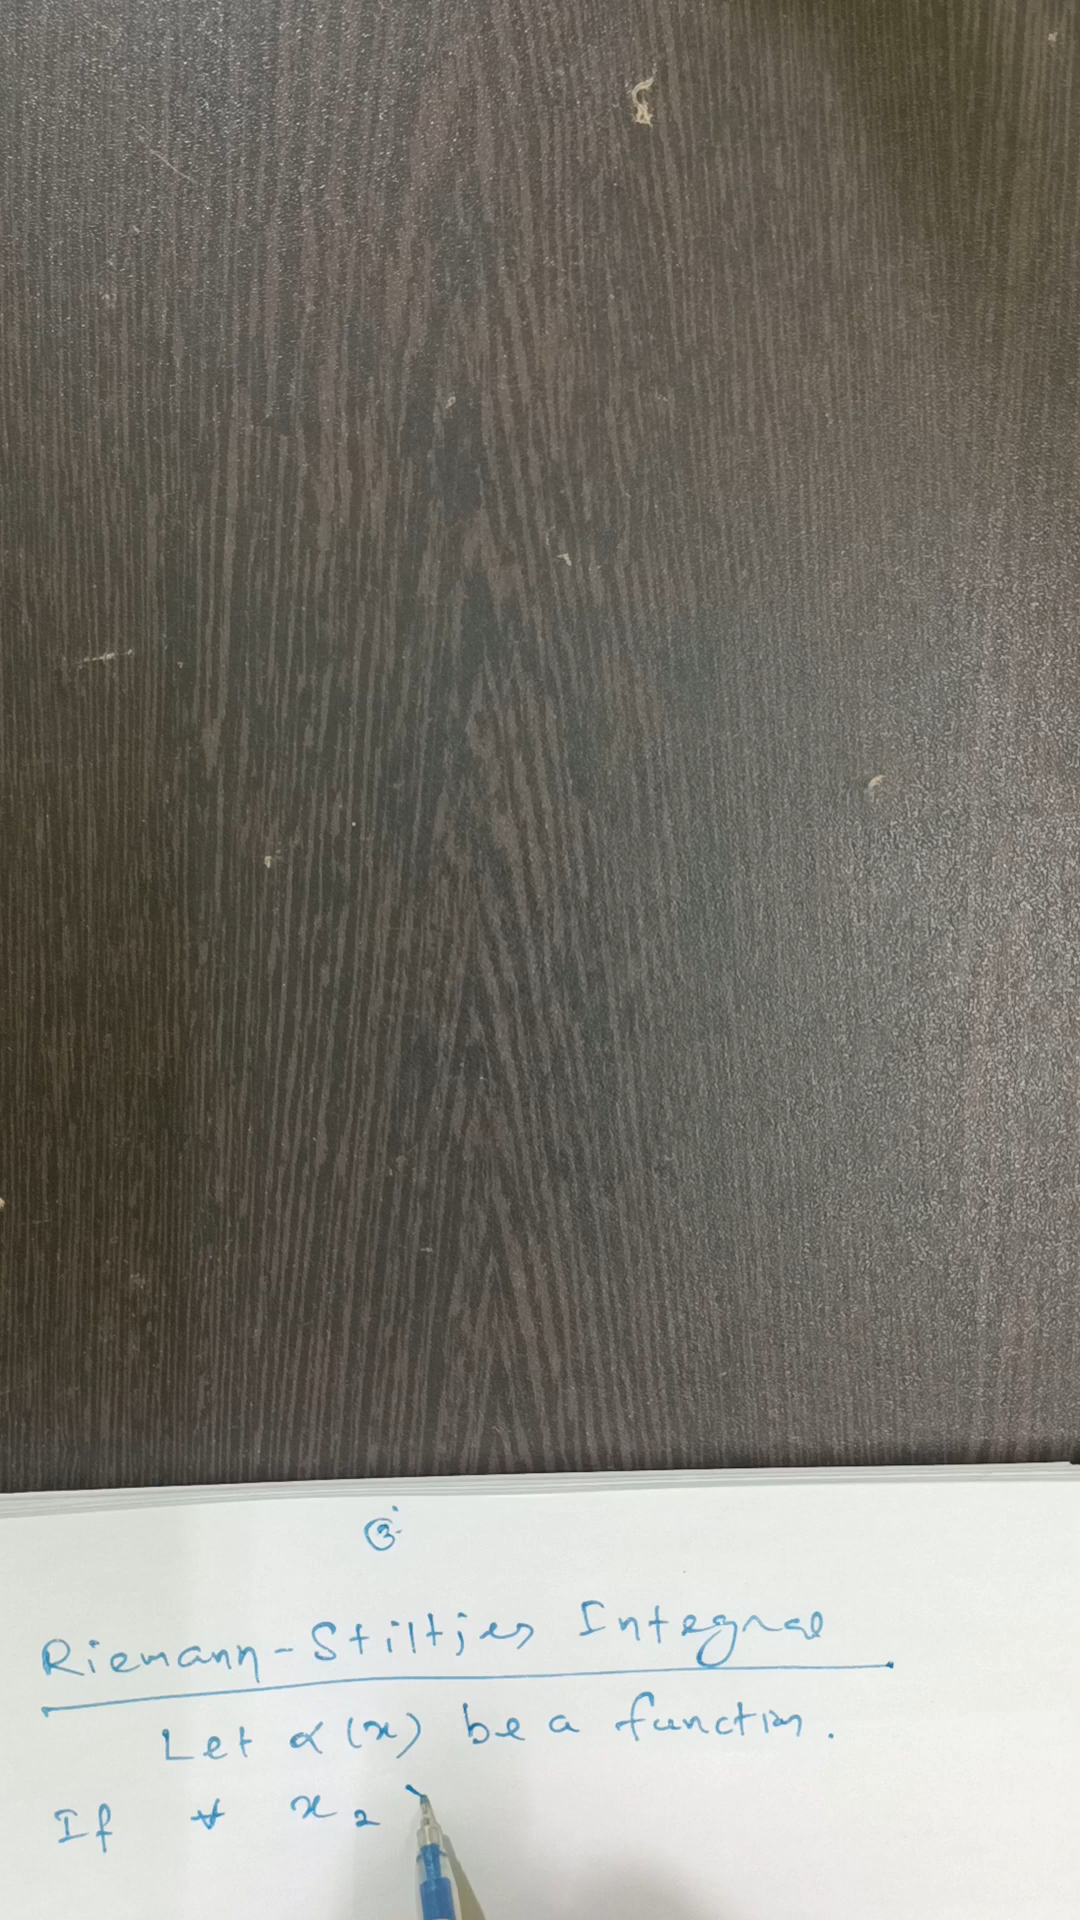 ③
Riemann-Stiltjes Integral
Let α(x) be a function.
If ∀ x₂ >